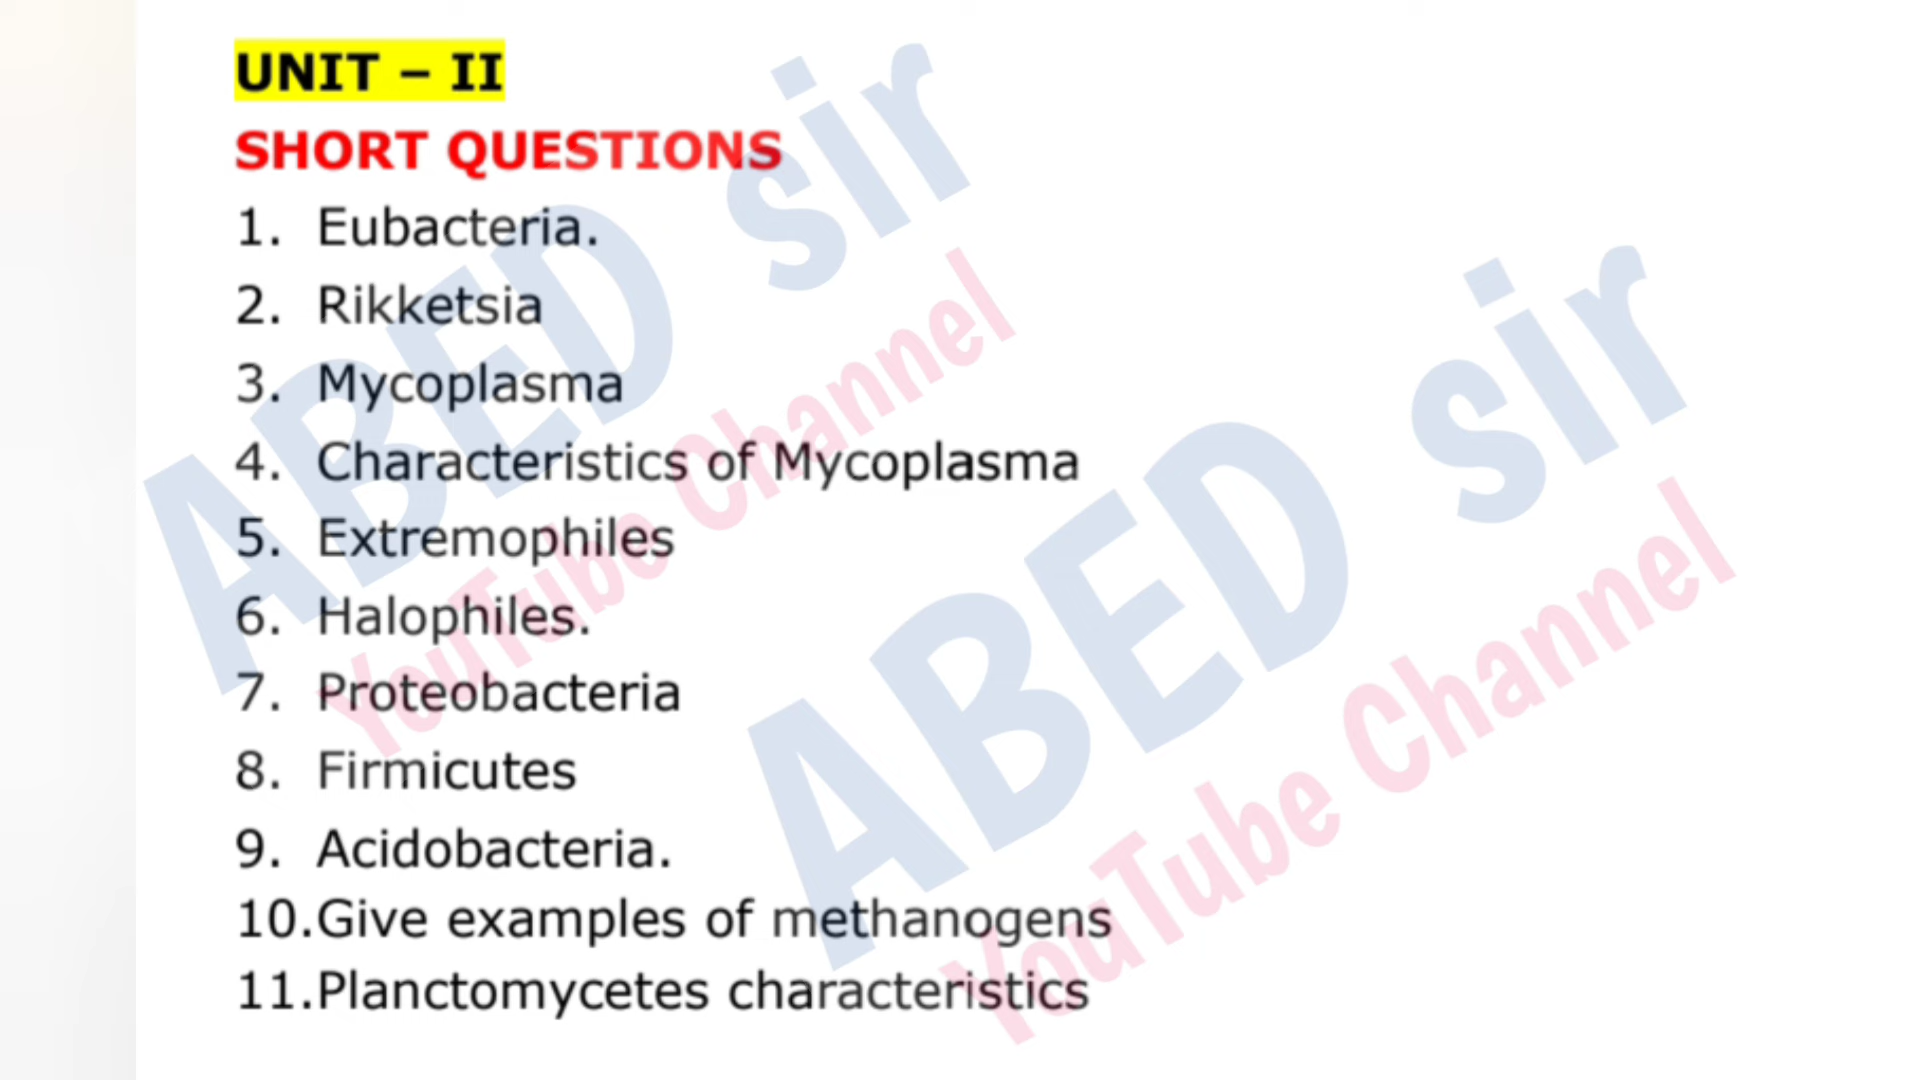 UNIT – II
SHORT QUESTIONS
1. Eubacteria.
2. Rikketsia
3. Mycoplasma
4. Characteristics of Mycoplasma
5. Extremophiles
6. Halophiles.
7. Proteobacteria
8. Firmicutes
9. Acidobacteria.
10.Give examples of methanogens
11.Planctomycetes characteristics
ABED sir
YouTube Channel
ABED sir
YouTube Channel